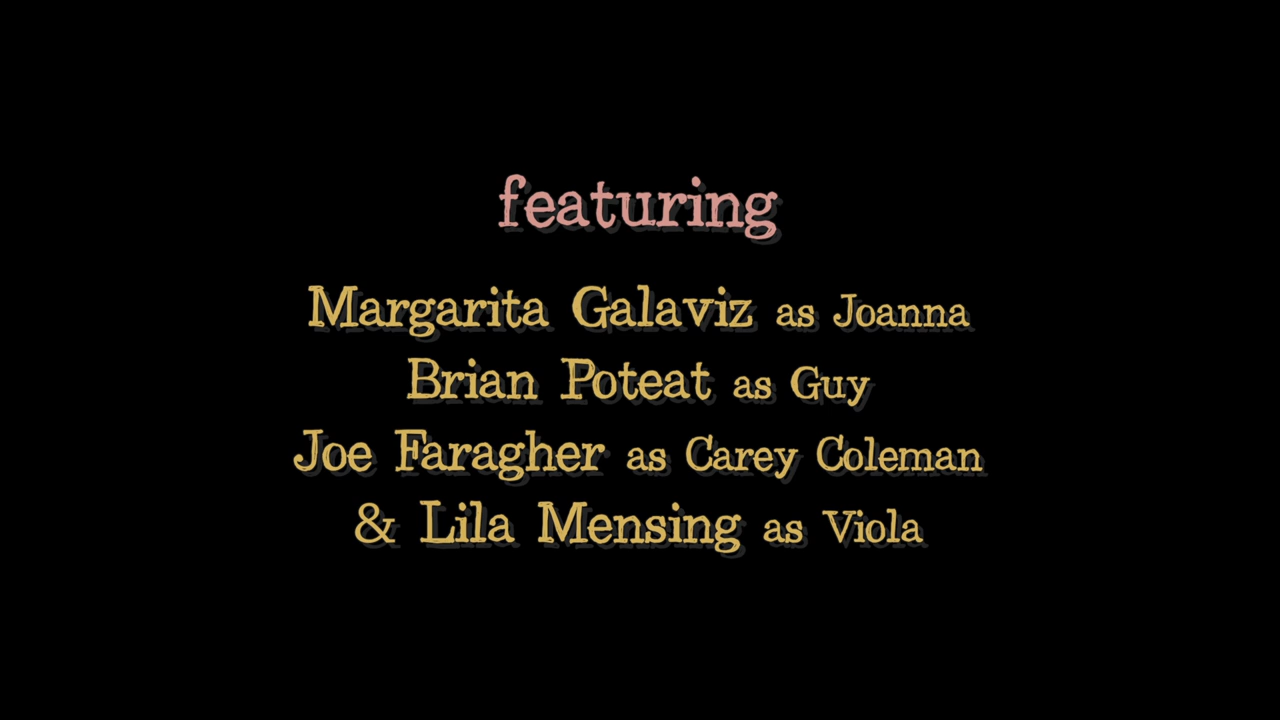 featuring
Margarita Galaviz as Joanna
Brian Poteat as Guy
Joe Faragher as Carey Coleman
& Lila Mensing as Viola